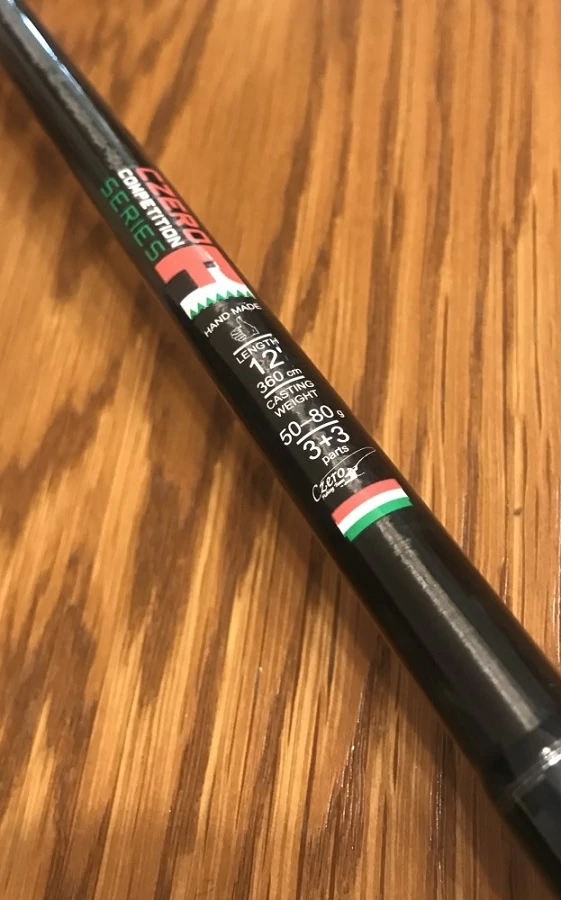 CZERO
COMPETITION
SERIES
HAND MADE
LENGTH
12'
360 cm
CASTING
WEIGHT
50–80 g
3+3
parts
Czero